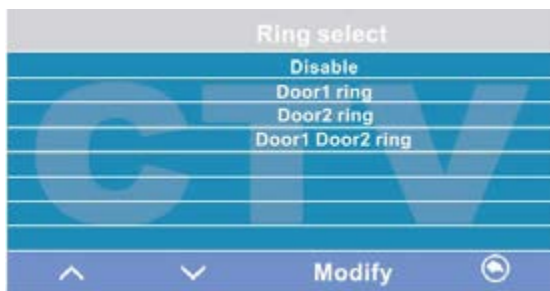 Ring select
Disable
Door1 ring
Door2 ring
Door1 Door2 ring
CTV
Modify